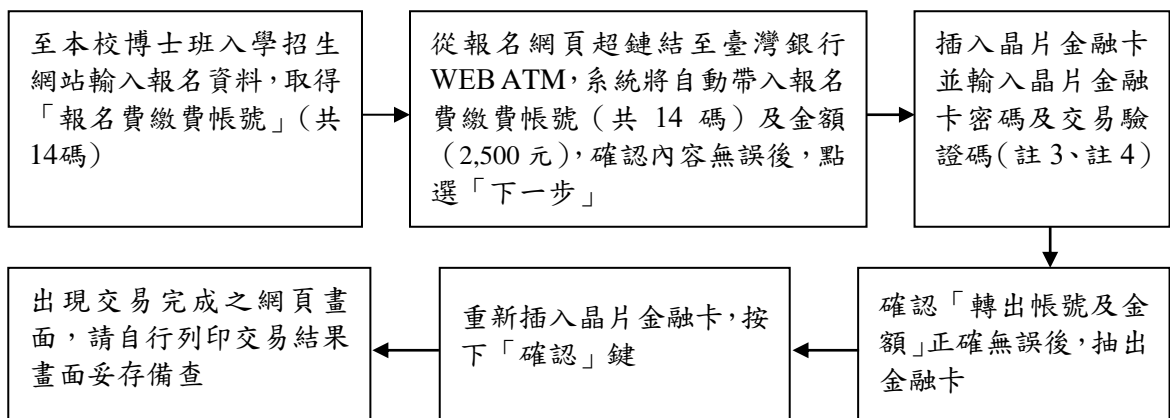 至本校博士班入學招生
網站輸入報名資料，取得
「報名費繳費帳號」（共
14碼）
從報名網頁超鏈結至臺灣銀行
WEB ATM，系統將自動帶入報名
費繳費帳號（共 14 碼）及金額
（2,500 元），確認內容無誤後，點
選「下一步」
插入晶片金融卡
並輸入晶片金融
卡密碼及交易驗
證碼（註 3、註 4）
確認「轉出帳號及金
額」正確無誤後，抽出
金融卡
重新插入晶片金融卡，按
下「確認」鍵
出現交易完成之網頁畫
面，請自行列印交易結果
畫面妥存備查